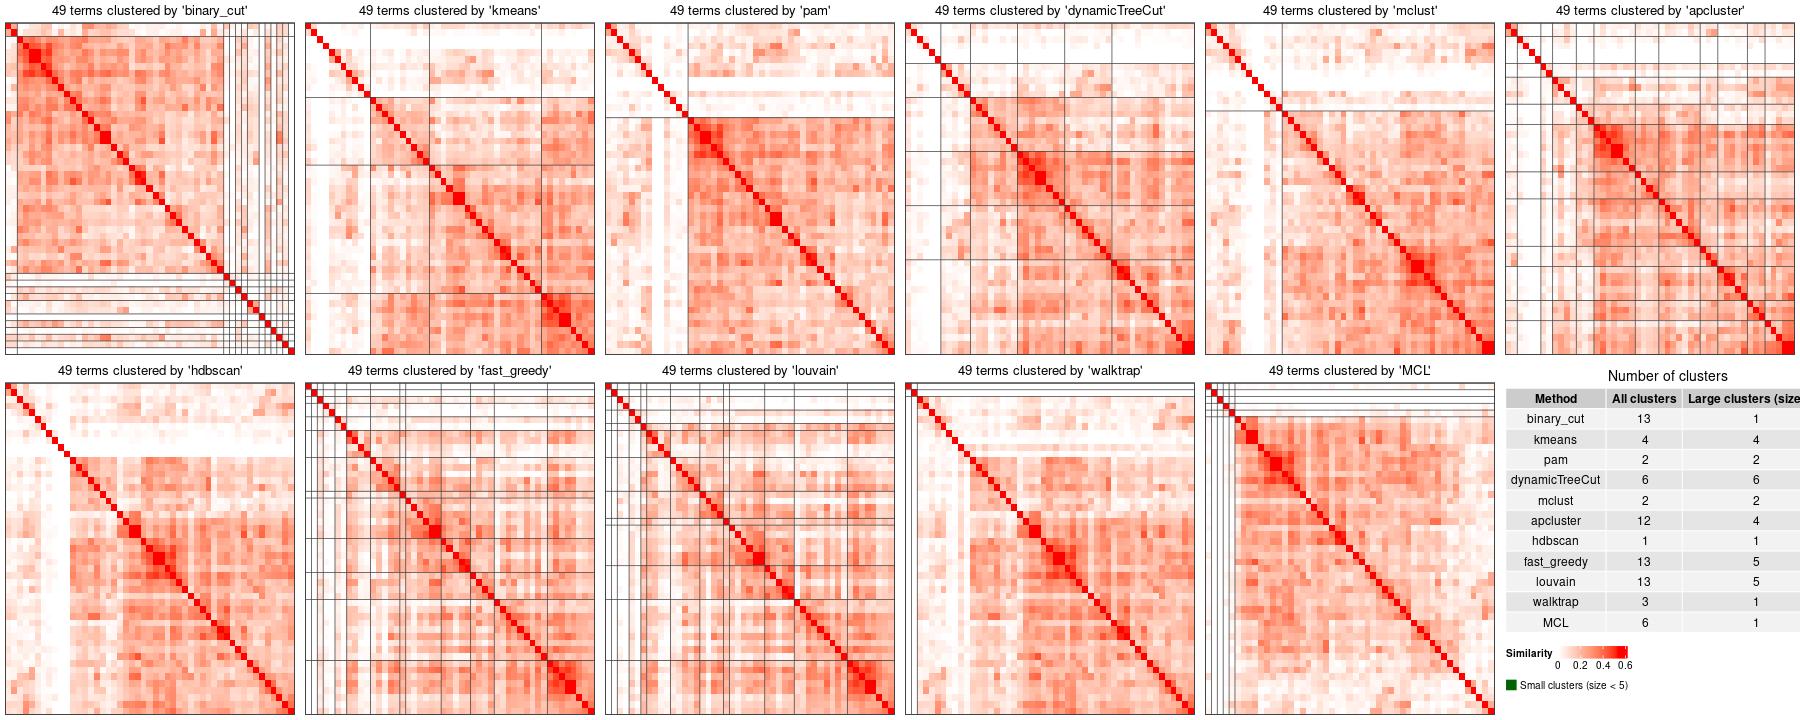 49 terms clustered by 'binary_cut'
49 terms clustered by 'kmeans'
49 terms clustered by 'pam'
49 terms clustered by 'dynamicTreeCut'
49 terms clustered by 'mclust'
49 terms clustered by 'apcluster'
49 terms clustered by 'hdbscan'
49 terms clustered by 'fast_greedy'
49 terms clustered by 'louvain'
49 terms clustered by 'walktrap'
49 terms clustered by 'MCL'
Number of clusters
Method All clusters Large clusters (size
binary_cut 13 1
kmeans 4 4
pam 2 2
dynamicTreeCut 6 6
mclust 2 2
apcluster 12 4
hdbscan 1 1
fast_greedy 13 5
louvain 13 5
walktrap 3 1
MCL 6 1
Similarity
0 0.2 0.4 0.6
Small clusters (size < 5)